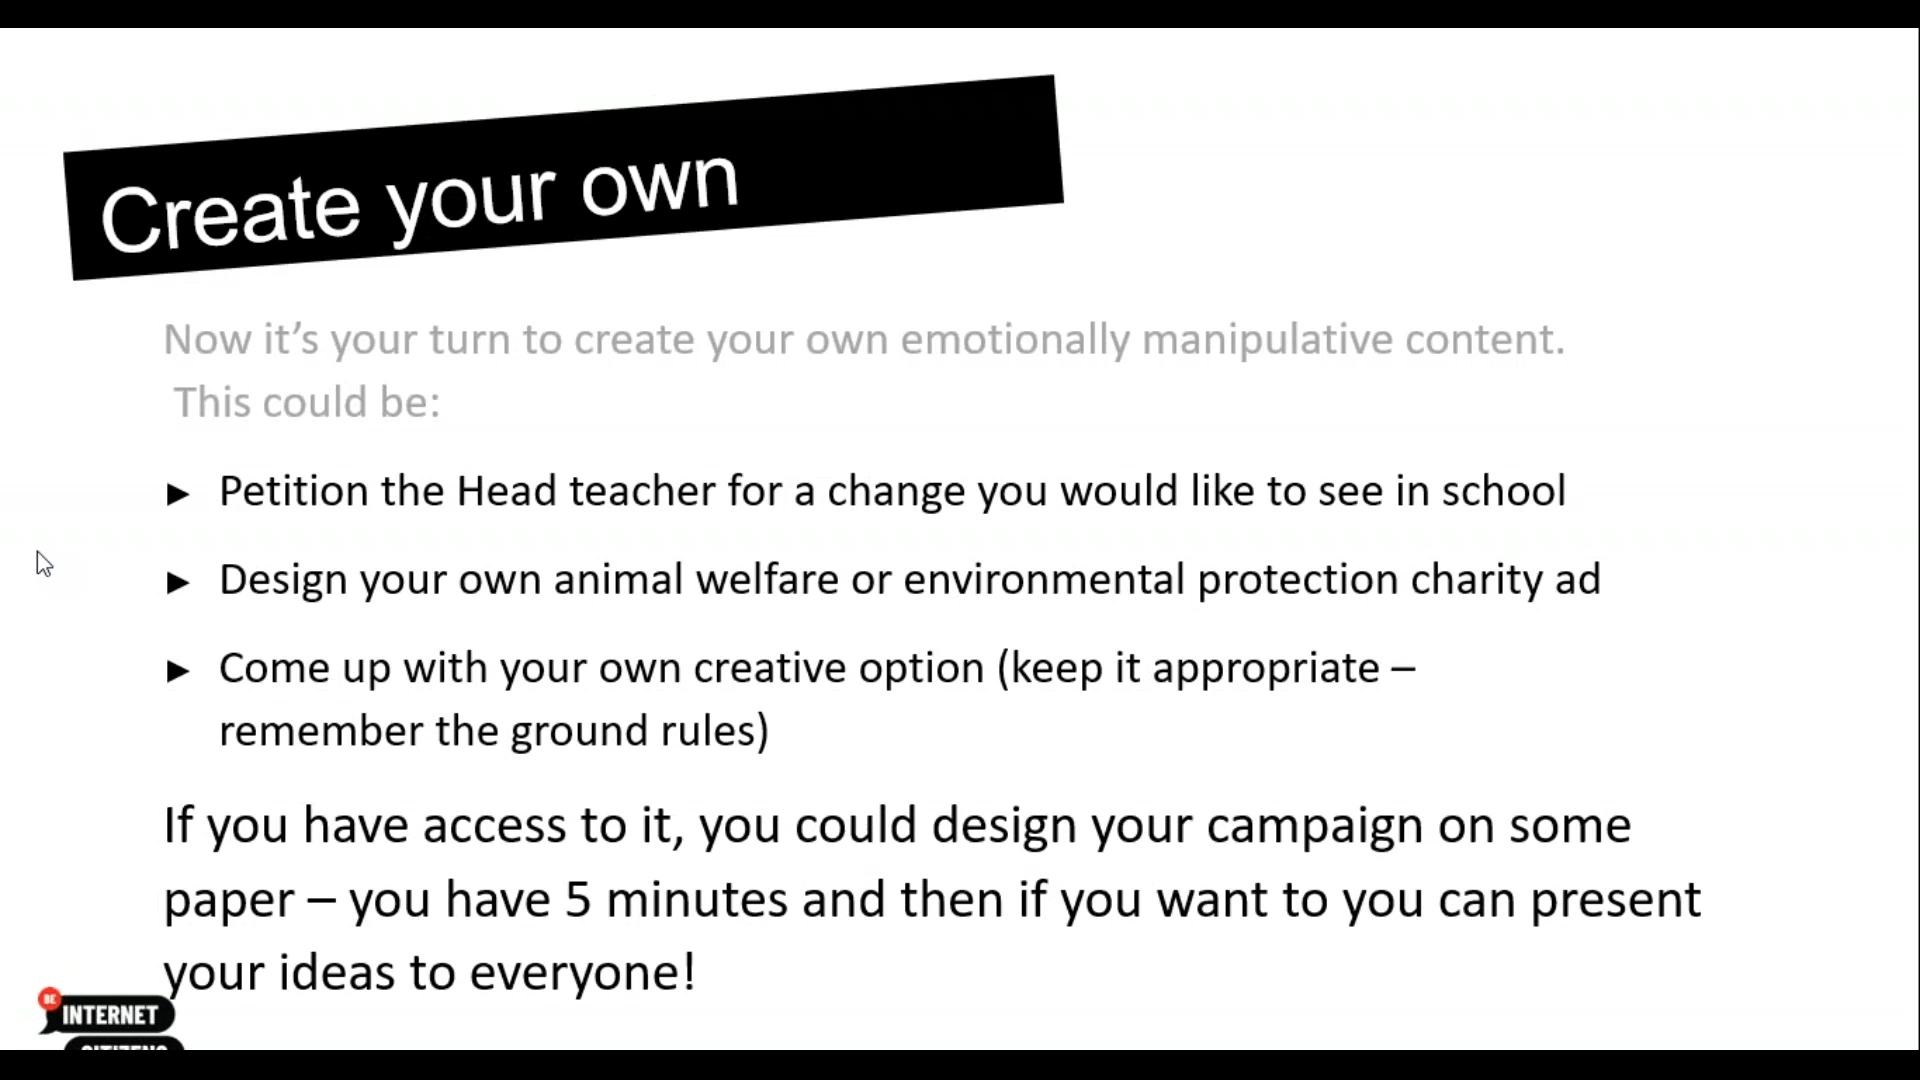 Create your own
Now it’s your turn to create your own emotionally manipulative content.
This could be:
► Petition the Head teacher for a change you would like to see in school
► Design your own animal welfare or environmental protection charity ad
► Come up with your own creative option (keep it appropriate –
remember the ground rules)
If you have access to it, you could design your campaign on some
paper – you have 5 minutes and then if you want to you can present
your ideas to everyone!
BE
INTERNET
CITIZENS